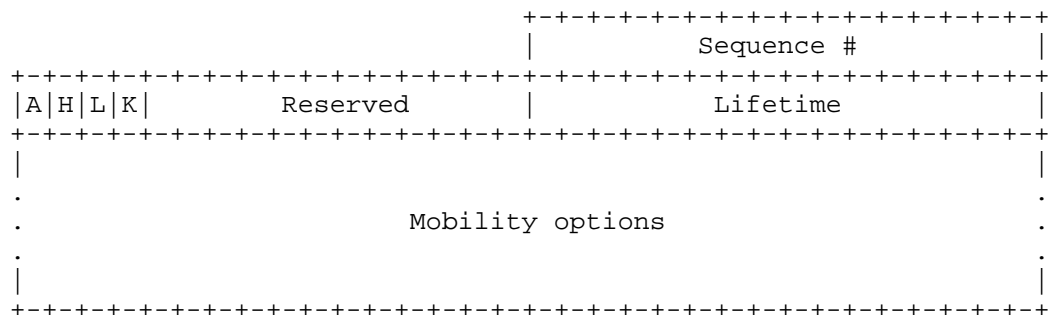 +-+-+-+-+-+-+-+-+-+-+-+-+-+-+-+-+
                                |          Sequence #           |
+-+-+-+-+-+-+-+-+-+-+-+-+-+-+-+-+-+-+-+-+-+-+-+-+-+-+-+-+-+-+-+-+
|A|H|L|K|        Reserved       |           Lifetime            |
+-+-+-+-+-+-+-+-+-+-+-+-+-+-+-+-+-+-+-+-+-+-+-+-+-+-+-+-+-+-+-+-+
|                                                               |
.                                                               .
.                        Mobility options                       .
.                                                               .
|                                                               |
+-+-+-+-+-+-+-+-+-+-+-+-+-+-+-+-+-+-+-+-+-+-+-+-+-+-+-+-+-+-+-+-+